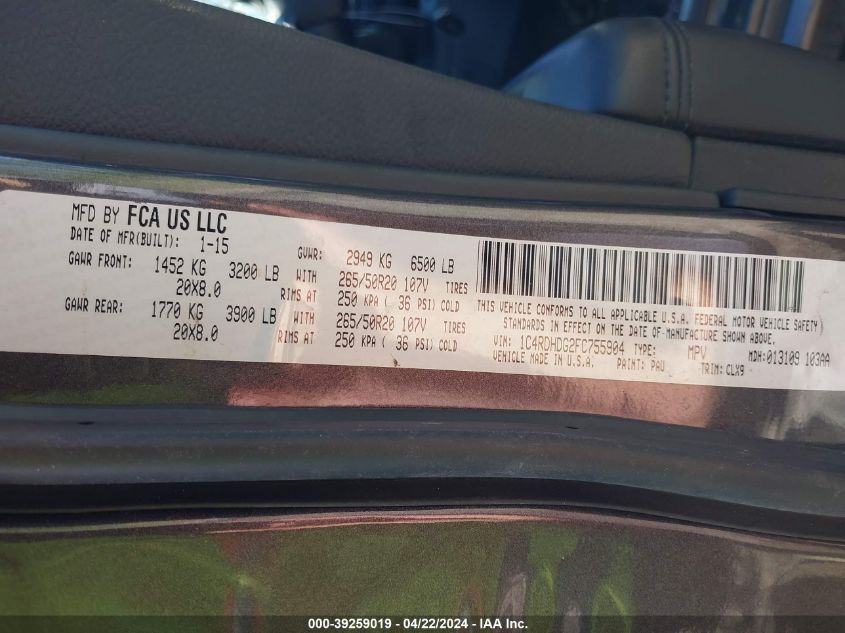 MFD BY FCA US LLC
DATE OF MFR(BUILT): 1-15
GVWR: 2949 KG 6500 LB
GAWR FRONT: 1452 KG 3200 LB WITH 265/50R20 107V TIRES
20X8.0 RIMS AT 250 KPA ( 36 PSI) COLD
GAWR REAR: 1770 KG 3900 LB WITH 265/50R20 107V TIRES
20X8.0 RIMS AT 250 KPA ( 36 PSI) COLD
THIS VEHICLE CONFORMS TO ALL APPLICABLE U.S.A. FEDERAL MOTOR VEHICLE SAFETY
STANDARDS IN EFFECT ON THE DATE OF MANUFACTURE SHOWN ABOVE.
VIN: 1C4RDHDG2FC755904 TYPE: MPV MDH:013109 103AA
VEHICLE MADE IN U.S.A. PAINT: PAU TRIM: CLX9
000-39259019 - 04/22/2024 - IAA Inc.